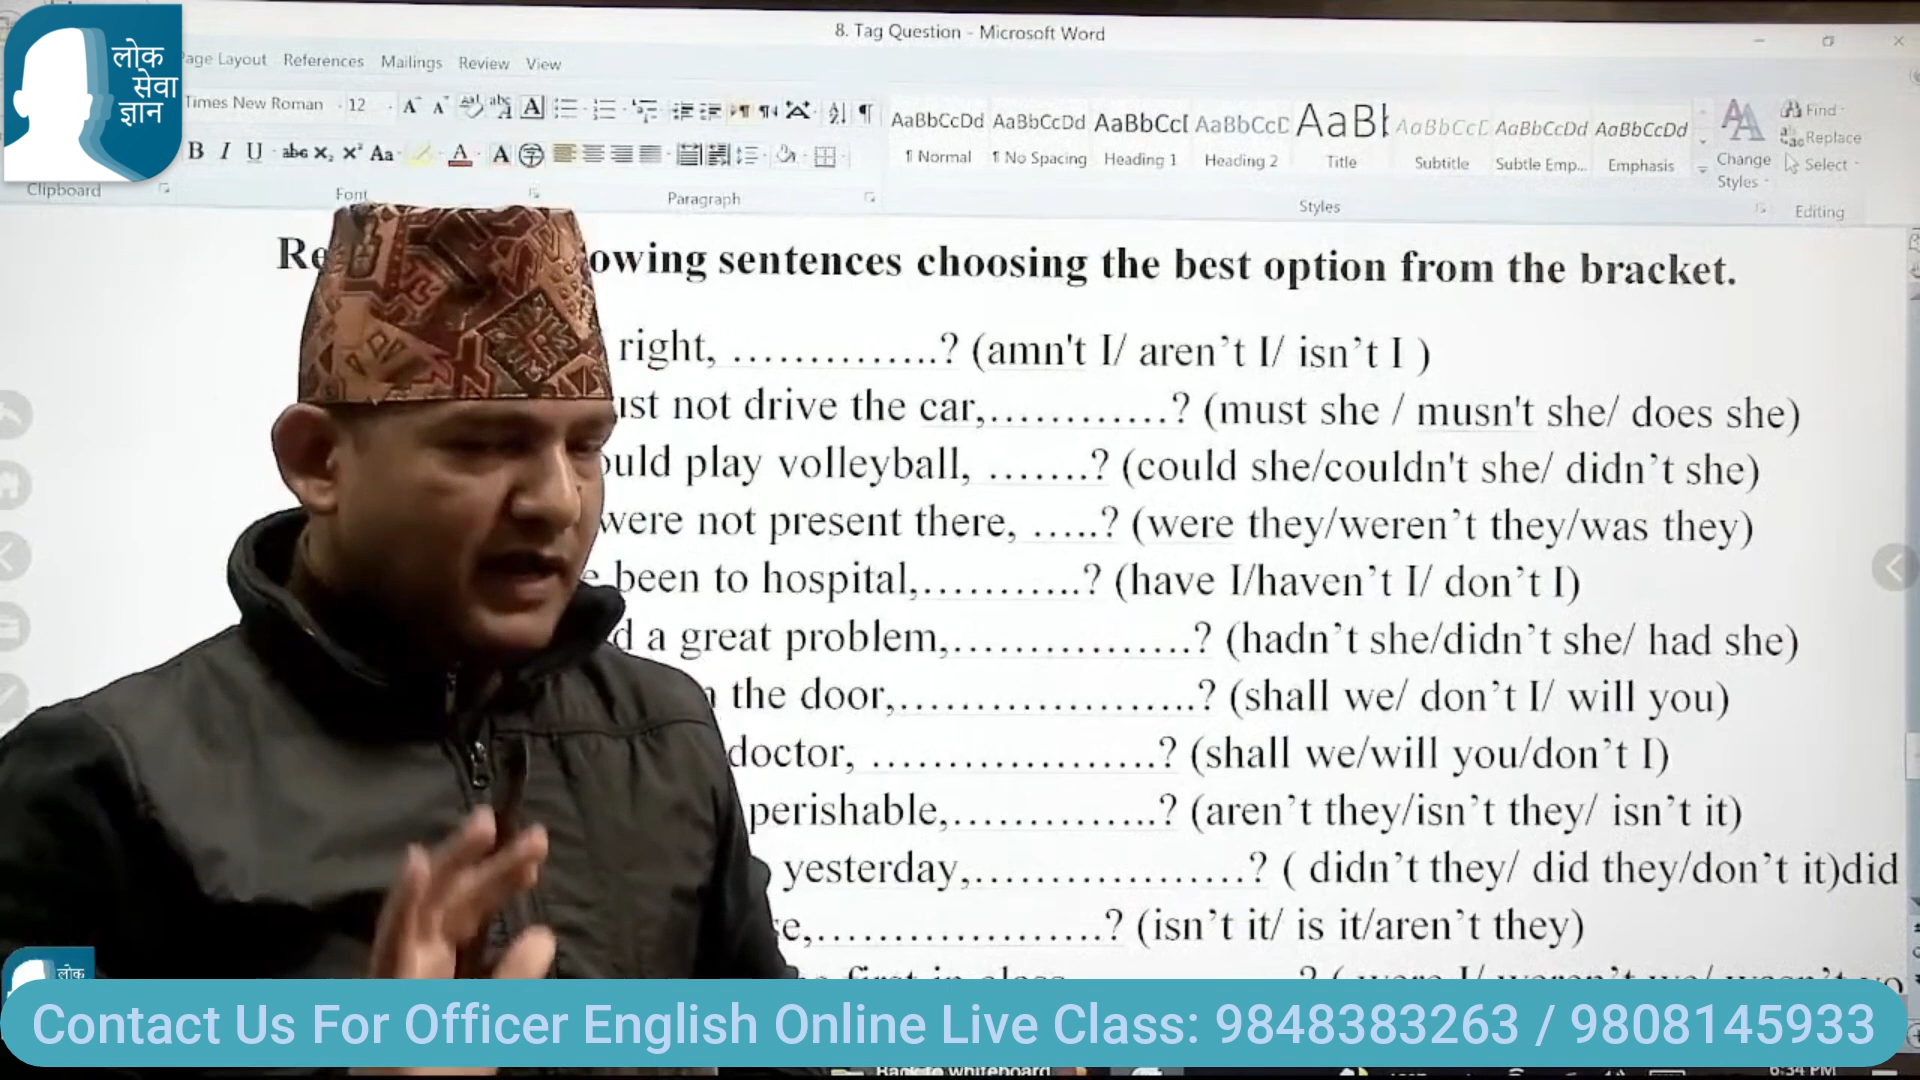 लोक
सेवा
ज्ञान
8. Tag Question - Microsoft Word
Page Layout References Mailings Review View
Times New Roman 12
Clipboard Font Paragraph Styles Editing
AaBbCcDd AaBbCcDd AaBbCcI AaBbCcD AaBI AaBbCcD AaBbCcDd AaBbCcDd
¶ Normal ¶ No Spacing Heading 1 Heading 2 Title Subtitle Subtle Emp... Emphasis
Change Styles
Find
Replace
Select
Re owing sentences choosing the best option from the bracket.
right, ..............? (amn't I/ aren't I/ isn't I )
ust not drive the car,............? (must she / musn't she/ does she)
ould play volleyball, .......? (could she/couldn't she/ didn't she)
were not present there, .....? (were they/weren't they/was they)
e been to hospital,...........? (have I/haven't I/ don't I)
d a great problem,................? (hadn't she/didn't she/ had she)
the door,....................? (shall we/ don't I/ will you)
doctor, ...................? (shall we/will you/don't I)
perishable,..............? (aren't they/isn't they/ isn't it)
yesterday,..................? ( didn't they/ did they/don't it)did
e,...................? (isn't it/ is it/aren't they)
लोक
Contact Us For Officer English Online Live Class: 9848383263 / 9808145933
Back to whiteboard
6:34 PM